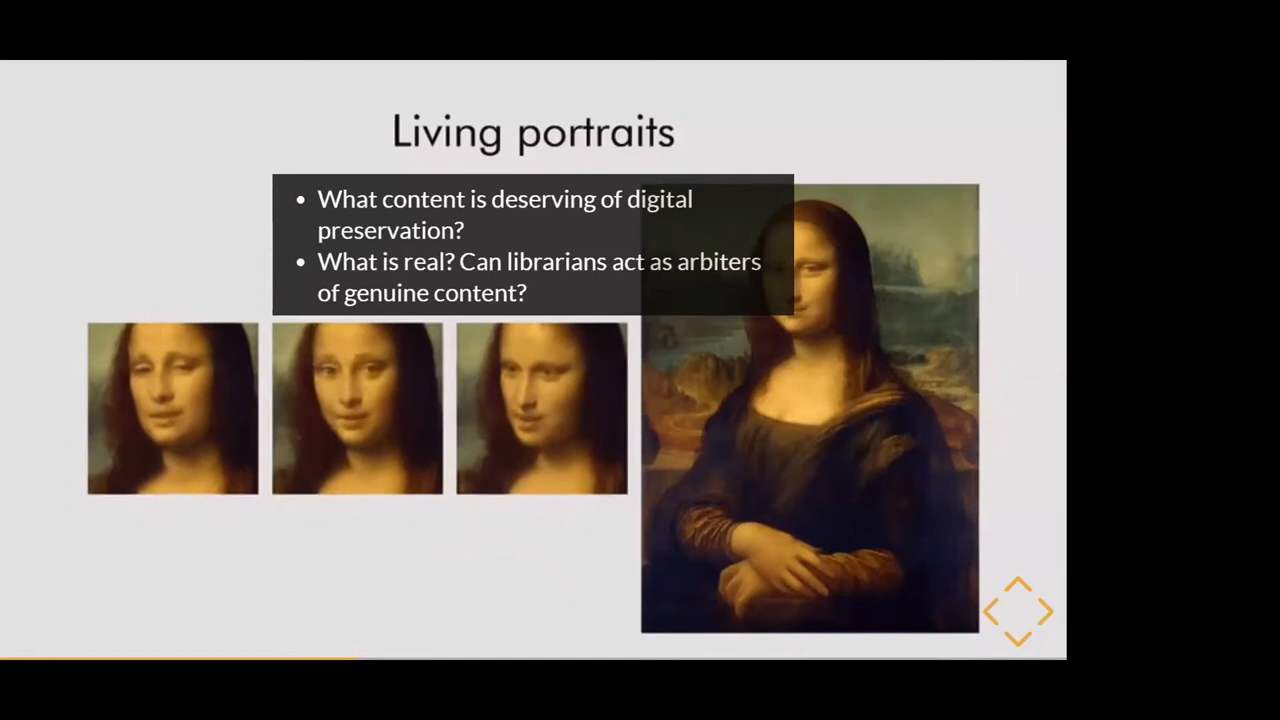 Living portraits
• What content is deserving of digital
preservation?
• What is real? Can librarians act as arbiters
of genuine content?